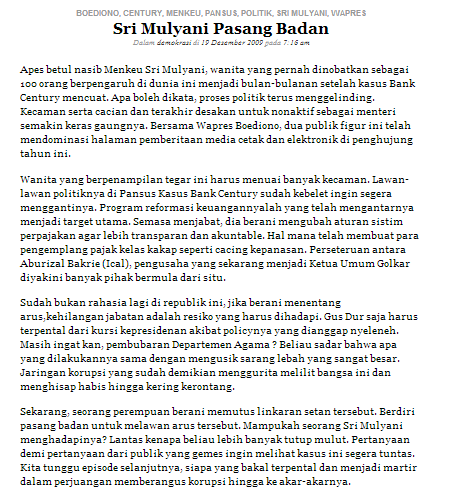 BOEDIONO, CENTURY, MENKEU, PANSUS, POLITIK, SRI MULYANI, WAPRES
Sri Mulyani Pasang Badan
Dalam demokrasi di 19 Desember 2009 pada 7:18 am
Apes betul nasib Menkeu Sri Mulyani, wanita yang pernah dinobatkan sebagai
100 orang berpengaruh di dunia ini menjadi bulan-bulanan setelah kasus Bank
Century mencuat. Apa boleh dikata, proses politik terus menggelinding.
Kecaman serta cacian dan terakhir desakan untuk nonaktif sebagai menteri
semakin keras gaungnya. Bersama Wapres Boediono, dua publik figur ini telah
mendominasi halaman pemberitaan media cetak dan elektronik di penghujung
tahun ini.
Wanita yang berpenampilan tegar ini harus menuai banyak kecaman. Lawan-
lawan politiknya di Pansus Kasus Bank Century sudah kebelet ingin segera
menggantinya. Program reformasi keuangannyalah yang telah mengantarnya
menjadi target utama. Semasa menjabat, dia berani mengubah aturan sistim
perpajakan agar lebih transparan dan akuntable. Hal mana telah membuat para
pengemplang pajak kelas kakap seperti cacing kepanasan. Perseteruan antara
Aburizal Bakrie (Ical), pengusaha yang sekarang menjadi Ketua Umum Golkar
diyakini banyak pihak bermula dari situ.
Sudah bukan rahasia lagi di republik ini, jika berani menentang
arus,kehilangan jabatan adalah resiko yang harus dihadapi. Gus Dur saja harus
terpental dari kursi kepresidenan akibat policynya yang dianggap nyeleneh.
Masih ingat kan, pembubaran Departemen Agama ? Beliau sadar bahwa apa
yang dilakukannya sama dengan mengusik sarang lebah yang sangat besar.
Jaringan korupsi yang sudah demikian menggurita melilit bangsa ini dan
menghisap habis hingga kering kerontang.
Sekarang, seorang perempuan berani memutus linkaran setan tersebut. Berdiri
pasang badan untuk melawan arus tersebut. Mampukah seorang Sri Mulyani
menghadapinya? Lantas kenapa beliau lebih banyak tutup mulut. Pertanyaan
demi pertanyaan dari publik yang gemes ingin melihat kasus ini segera tuntas.
Kita tunggu episode selanjutnya, siapa yang bakal terpental dan menjadi martir
dalam perjuangan memberangus korupsi hingga ke akar-akarnya.